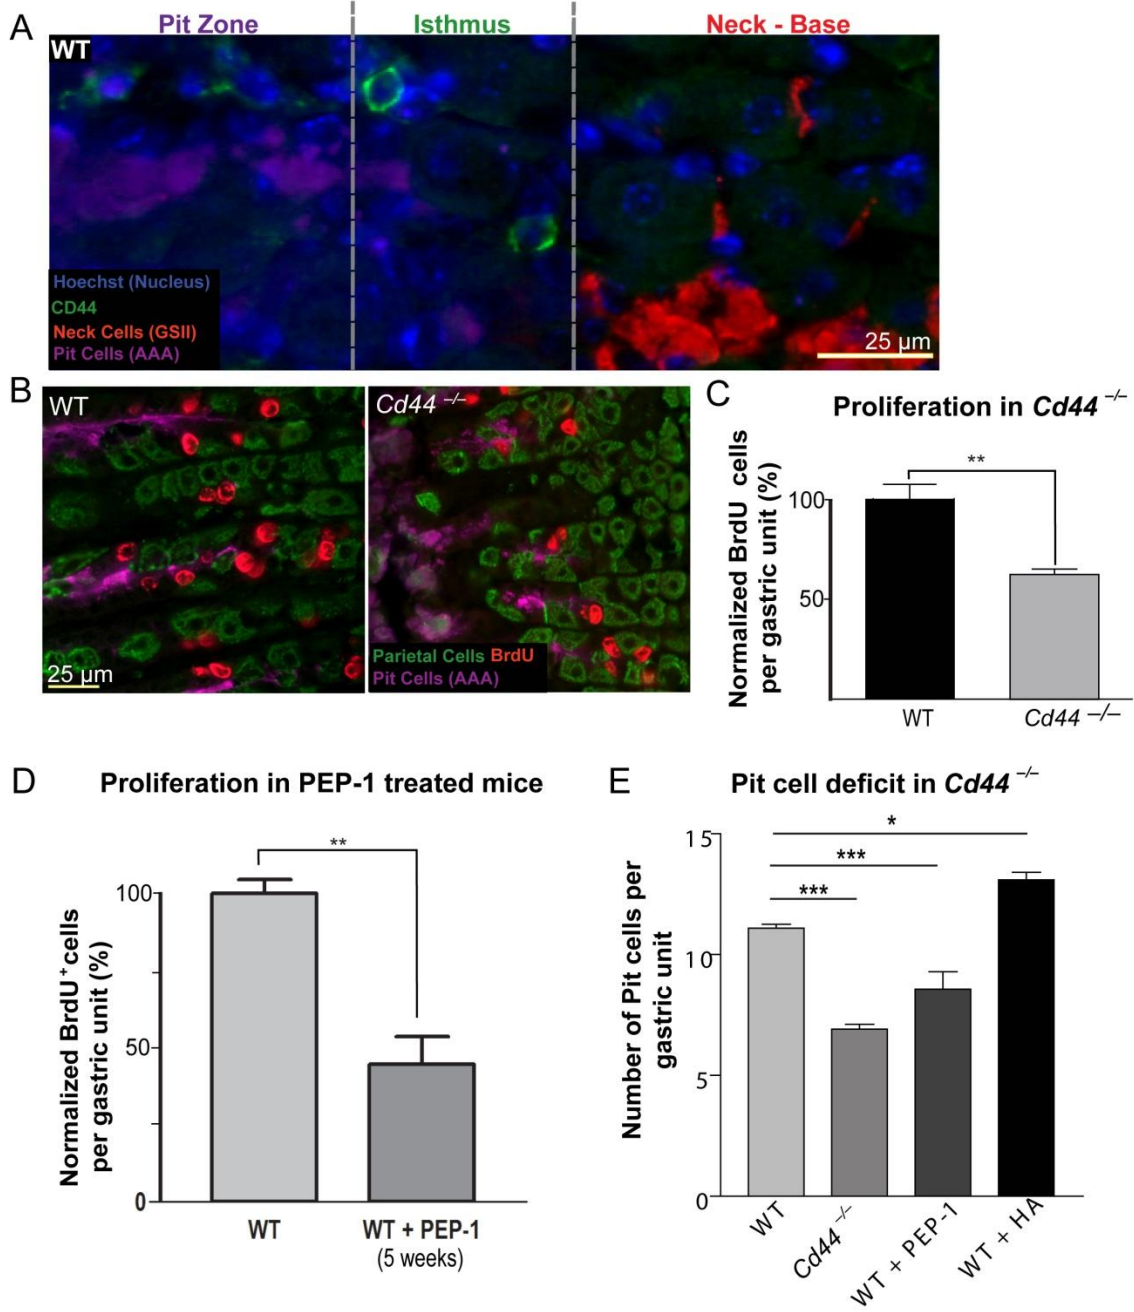 A
Pit Zone
Isthmus
Neck - Base
WT
Hoechst (Nucleus)
CD44
Neck Cells (GSII)
Pit Cells (AAA)
25 µm
B
WT
25 µm
Cd44 –/–
Parietal Cells BrdU
Pit Cells (AAA)
C
Proliferation in Cd44 –/–
Normalized BrdU cells
per gastric unit (%)
**
100
50
WT
Cd44 –/–
D
Proliferation in PEP-1 treated mice
Normalized BrdU+cells
per gastric unit (%)
**
100
50
0
WT
WT + PEP-1
(5 weeks)
E
Pit cell deficit in Cd44 –/–
Number of Pit cells per
gastric unit
*
***
***
15
10
5
0
WT
Cd44 –/–
WT + PEP-1
WT + HA